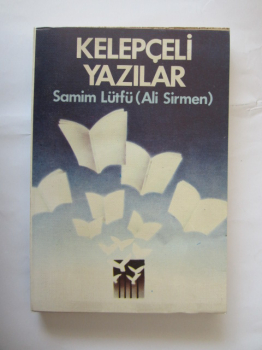 KELEPÇELİ
YAZILAR
Samim Lütfü (Ali Sirmen)